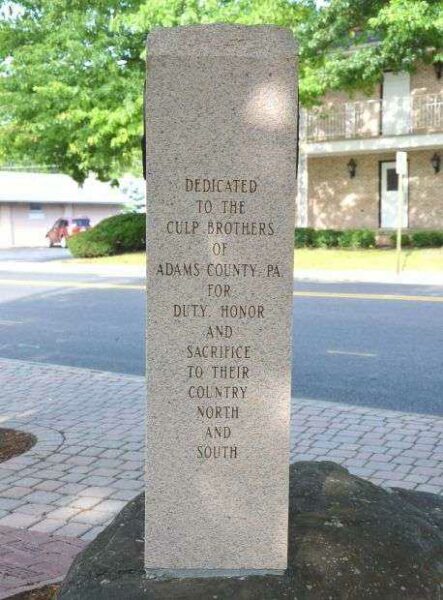 DEDICATED
TO THE
CULP BROTHERS
OF
ADAMS COUNTY, PA.
FOR
DUTY, HONOR
AND
SACRIFICE
TO THEIR
COUNTRY
NORTH
AND
SOUTH